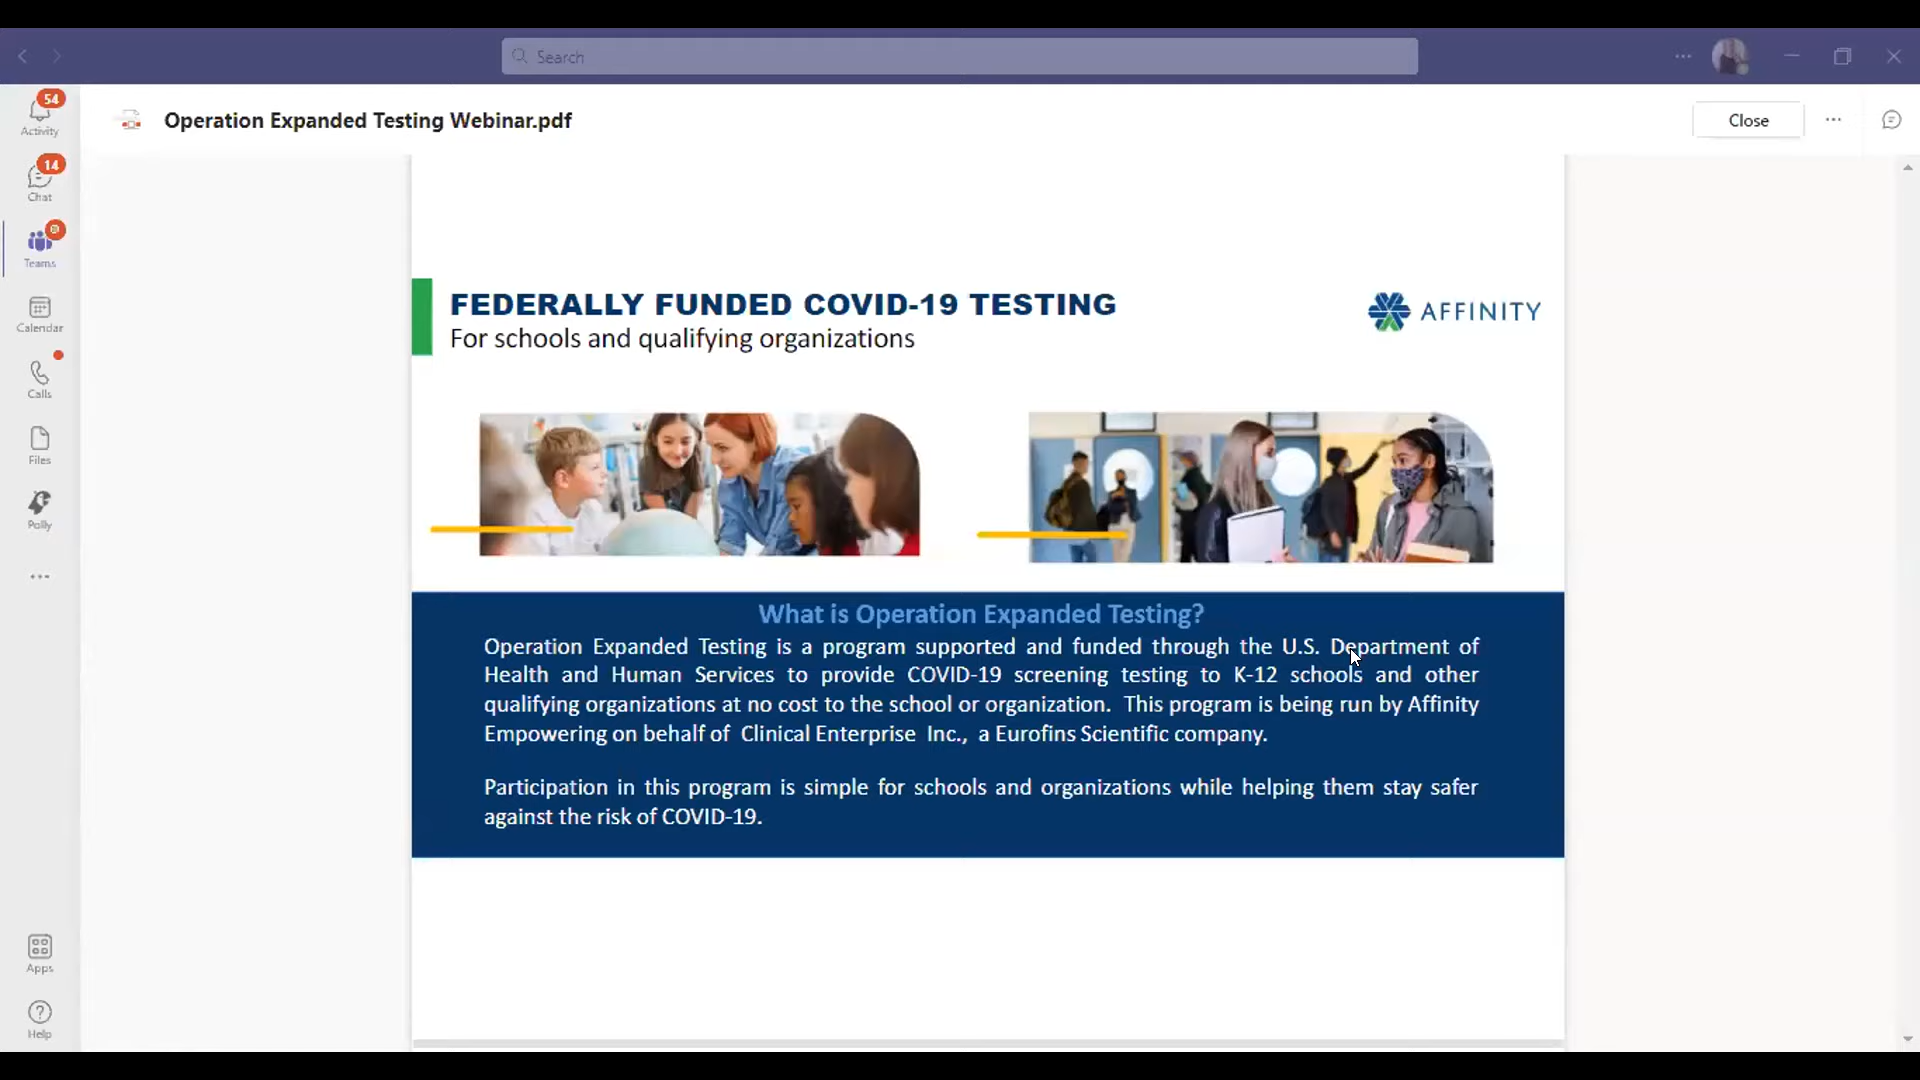 Search
54
Activity
Operation Expanded Testing Webinar.pdf
Close
14
Chat
Teams
Calendar
Calls
Files
Polly
Apps
Help
FEDERALLY FUNDED COVID-19 TESTING
For schools and qualifying organizations
AFFINITY
What is Operation Expanded Testing?
Operation Expanded Testing is a program supported and funded through the U.S. Department of
Health and Human Services to provide COVID-19 screening testing to K-12 schools and other
qualifying organizations at no cost to the school or organization. This program is being run by Affinity
Empowering on behalf of Clinical Enterprise Inc., a Eurofins Scientific company.
Participation in this program is simple for schools and organizations while helping them stay safer
against the risk of COVID-19.